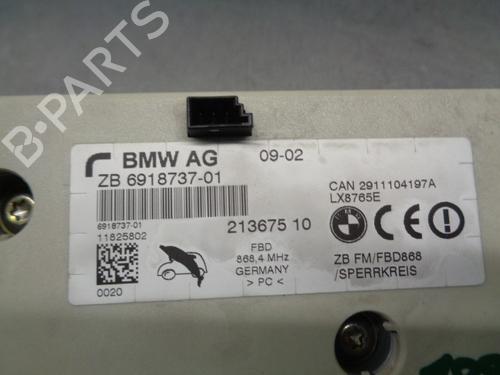 BMW AG 09-02
ZB 6918737-01
CAN 2911104197A
LX8765E
6918737-01
11825802
213675 10
FBD
868,4 MHz
GERMANY
> PC <
0020
CE
ZB FM/FBD868
/SPERRKREIS
B-PARTS